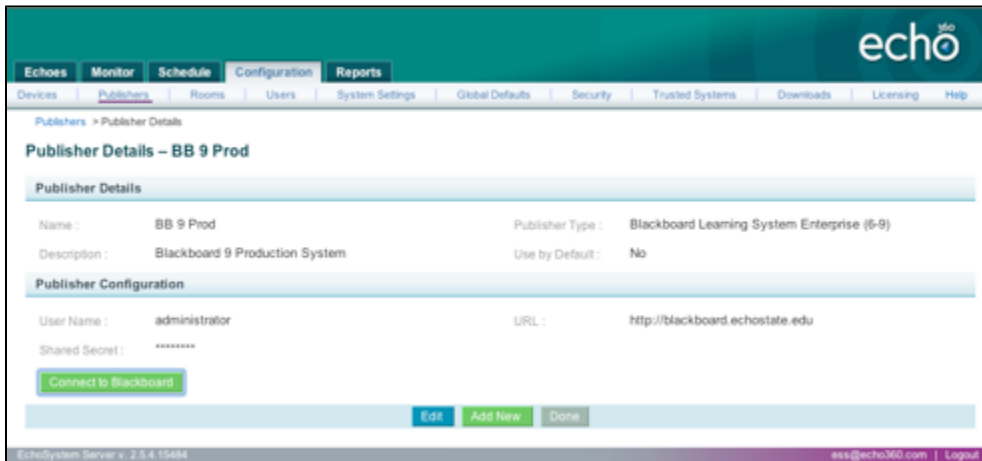 echo360
Echoes Monitor Schedule Configuration Reports
Devices | Publishers | Rooms | Users | System Settings | Global Defaults | Security | Trusted Systems | Downloads | Licensing Help
Publishers > Publisher Details
Publisher Details – BB 9 Prod
Publisher Details
Name : BB 9 Prod Publisher Type : Blackboard Learning System Enterprise (6-9)
Description : Blackboard 9 Production System Use by Default : No
Publisher Configuration
User Name : administrator URL : http://blackboard.echostate.edu
Shared Secret : ********
Connect to Blackboard
Edit Add New Done
EchoSystem Server v. 2.5.4.15484 ess@echo360.com | Logout